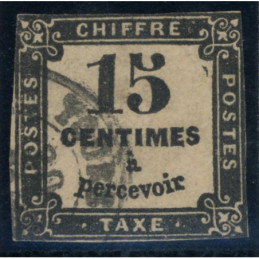 CHIFFRE
POSTES
15
CENTIMES
à
percevoir
POSTES
TAXE